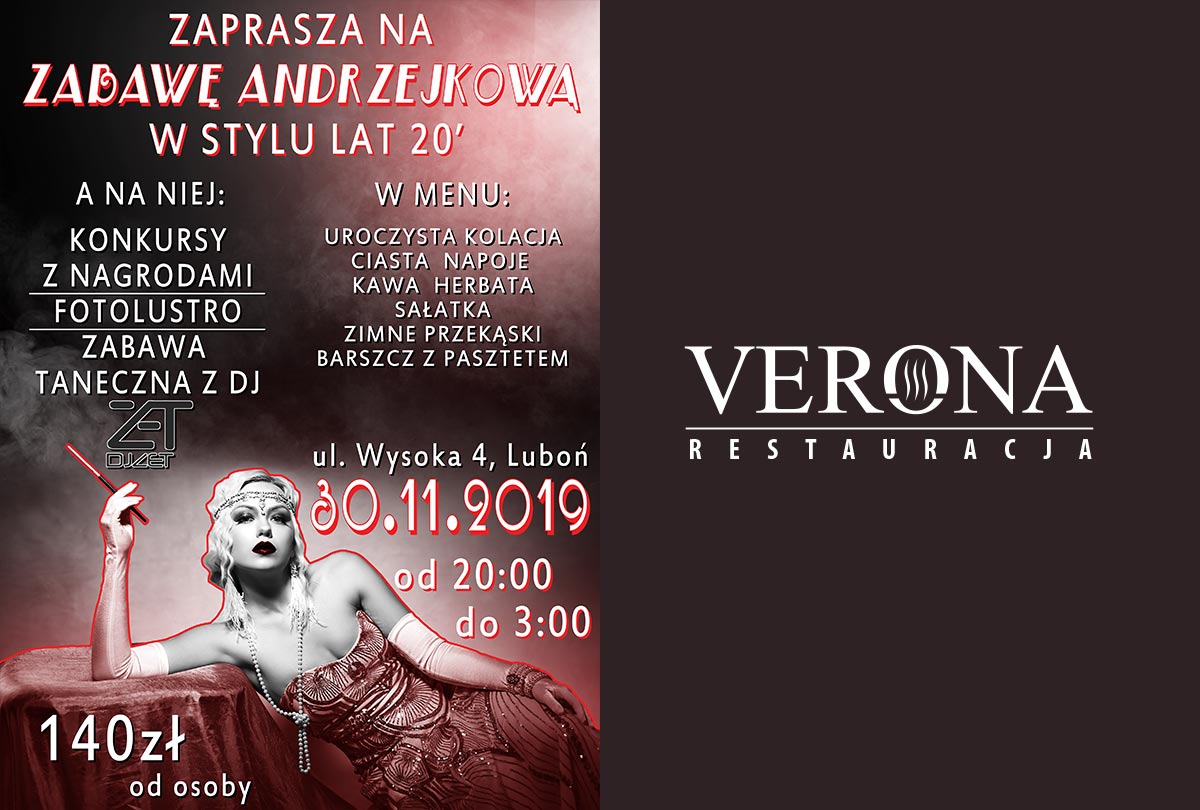 ZAPRASZA NA
ZABAWĘ ANDRZEJKOWĄ
W STYLU LAT 20’
A NA NIEJ:
KONKURSY
Z NAGRODAMI
FOTOLUSTRO
ZABAWA
TANECZNA Z DJ
ZET
DJ ZET
W MENU:
UROCZYSTA KOLACJA
CIASTA NAPOJE
KAWA HERBATA
SAŁATKA
ZIMNE PRZEKĄSKI
BARSZCZ Z PASZTETEM
ul. Wysoka 4, Luboń
30.11.2019
od 20:00
do 3:00
140zł
od osoby
VERONA
RESTAURACJA